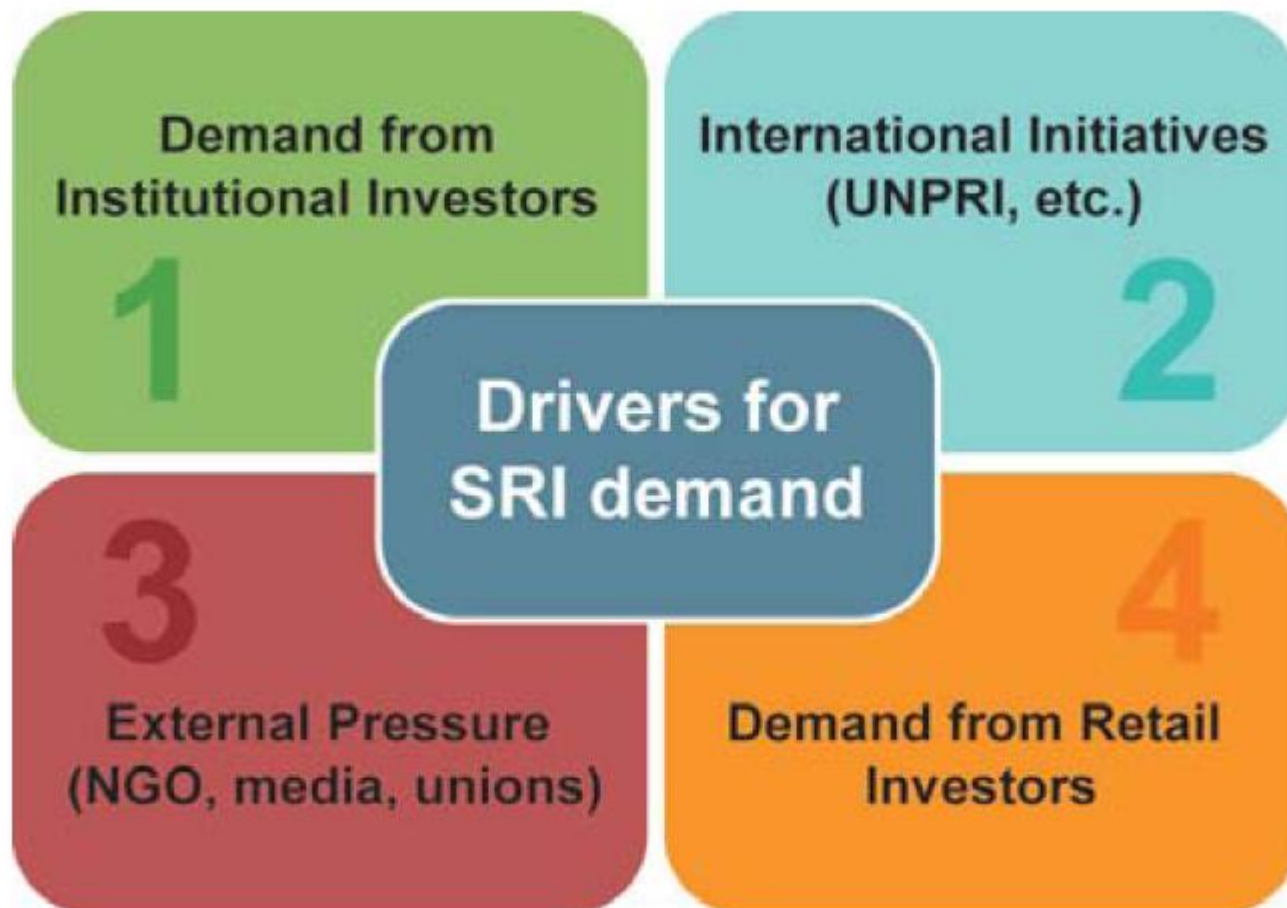 Demand from
Institutional Investors
1
International Initiatives
(UNPRI, etc.)
2
Drivers for
SRI demand
3
External Pressure
(NGO, media, unions)
4
Demand from Retail
Investors